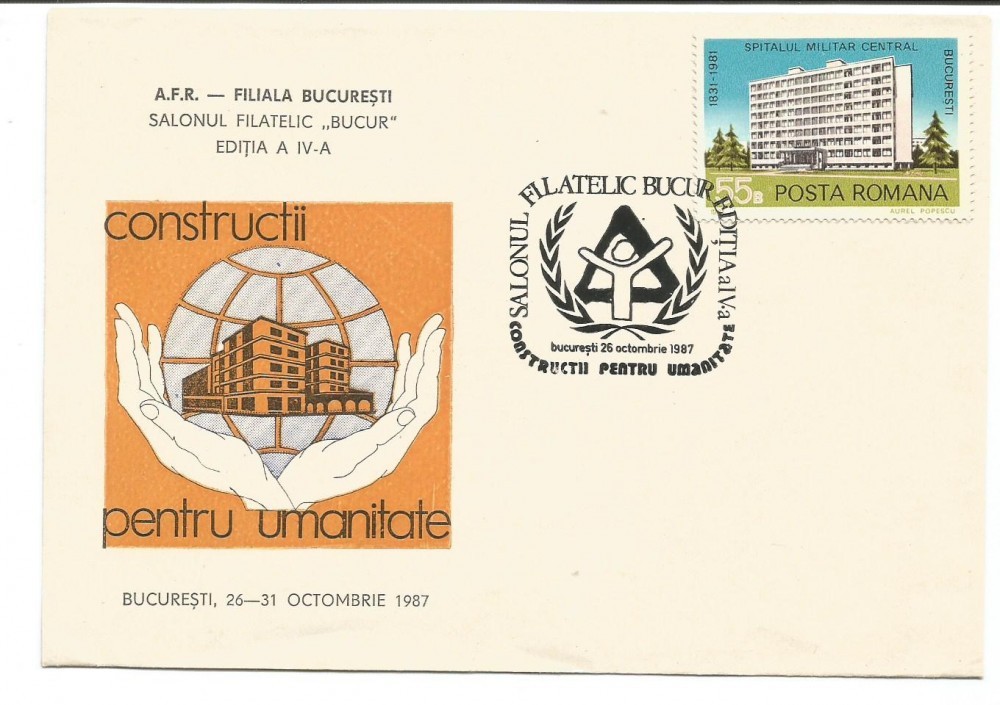 A.F.R. — FILIALA BUCUREȘTI
SALONUL FILATELIC „BUCUR“
EDIȚIA A IV-A
constructii
pentru umanitate
BUCUREȘTI, 26—31 OCTOMBRIE 1987
SPITALUL MILITAR CENTRAL
1831-1981
BUCUREȘTI
55B
POSTA ROMANA
AUREL POPESCU
SALONUL FILATELIC BUCUR EDIȚIA a IV-a
bucurești 26 octombrie 1987
CONSTRUCTII PENTRU UMANITATE